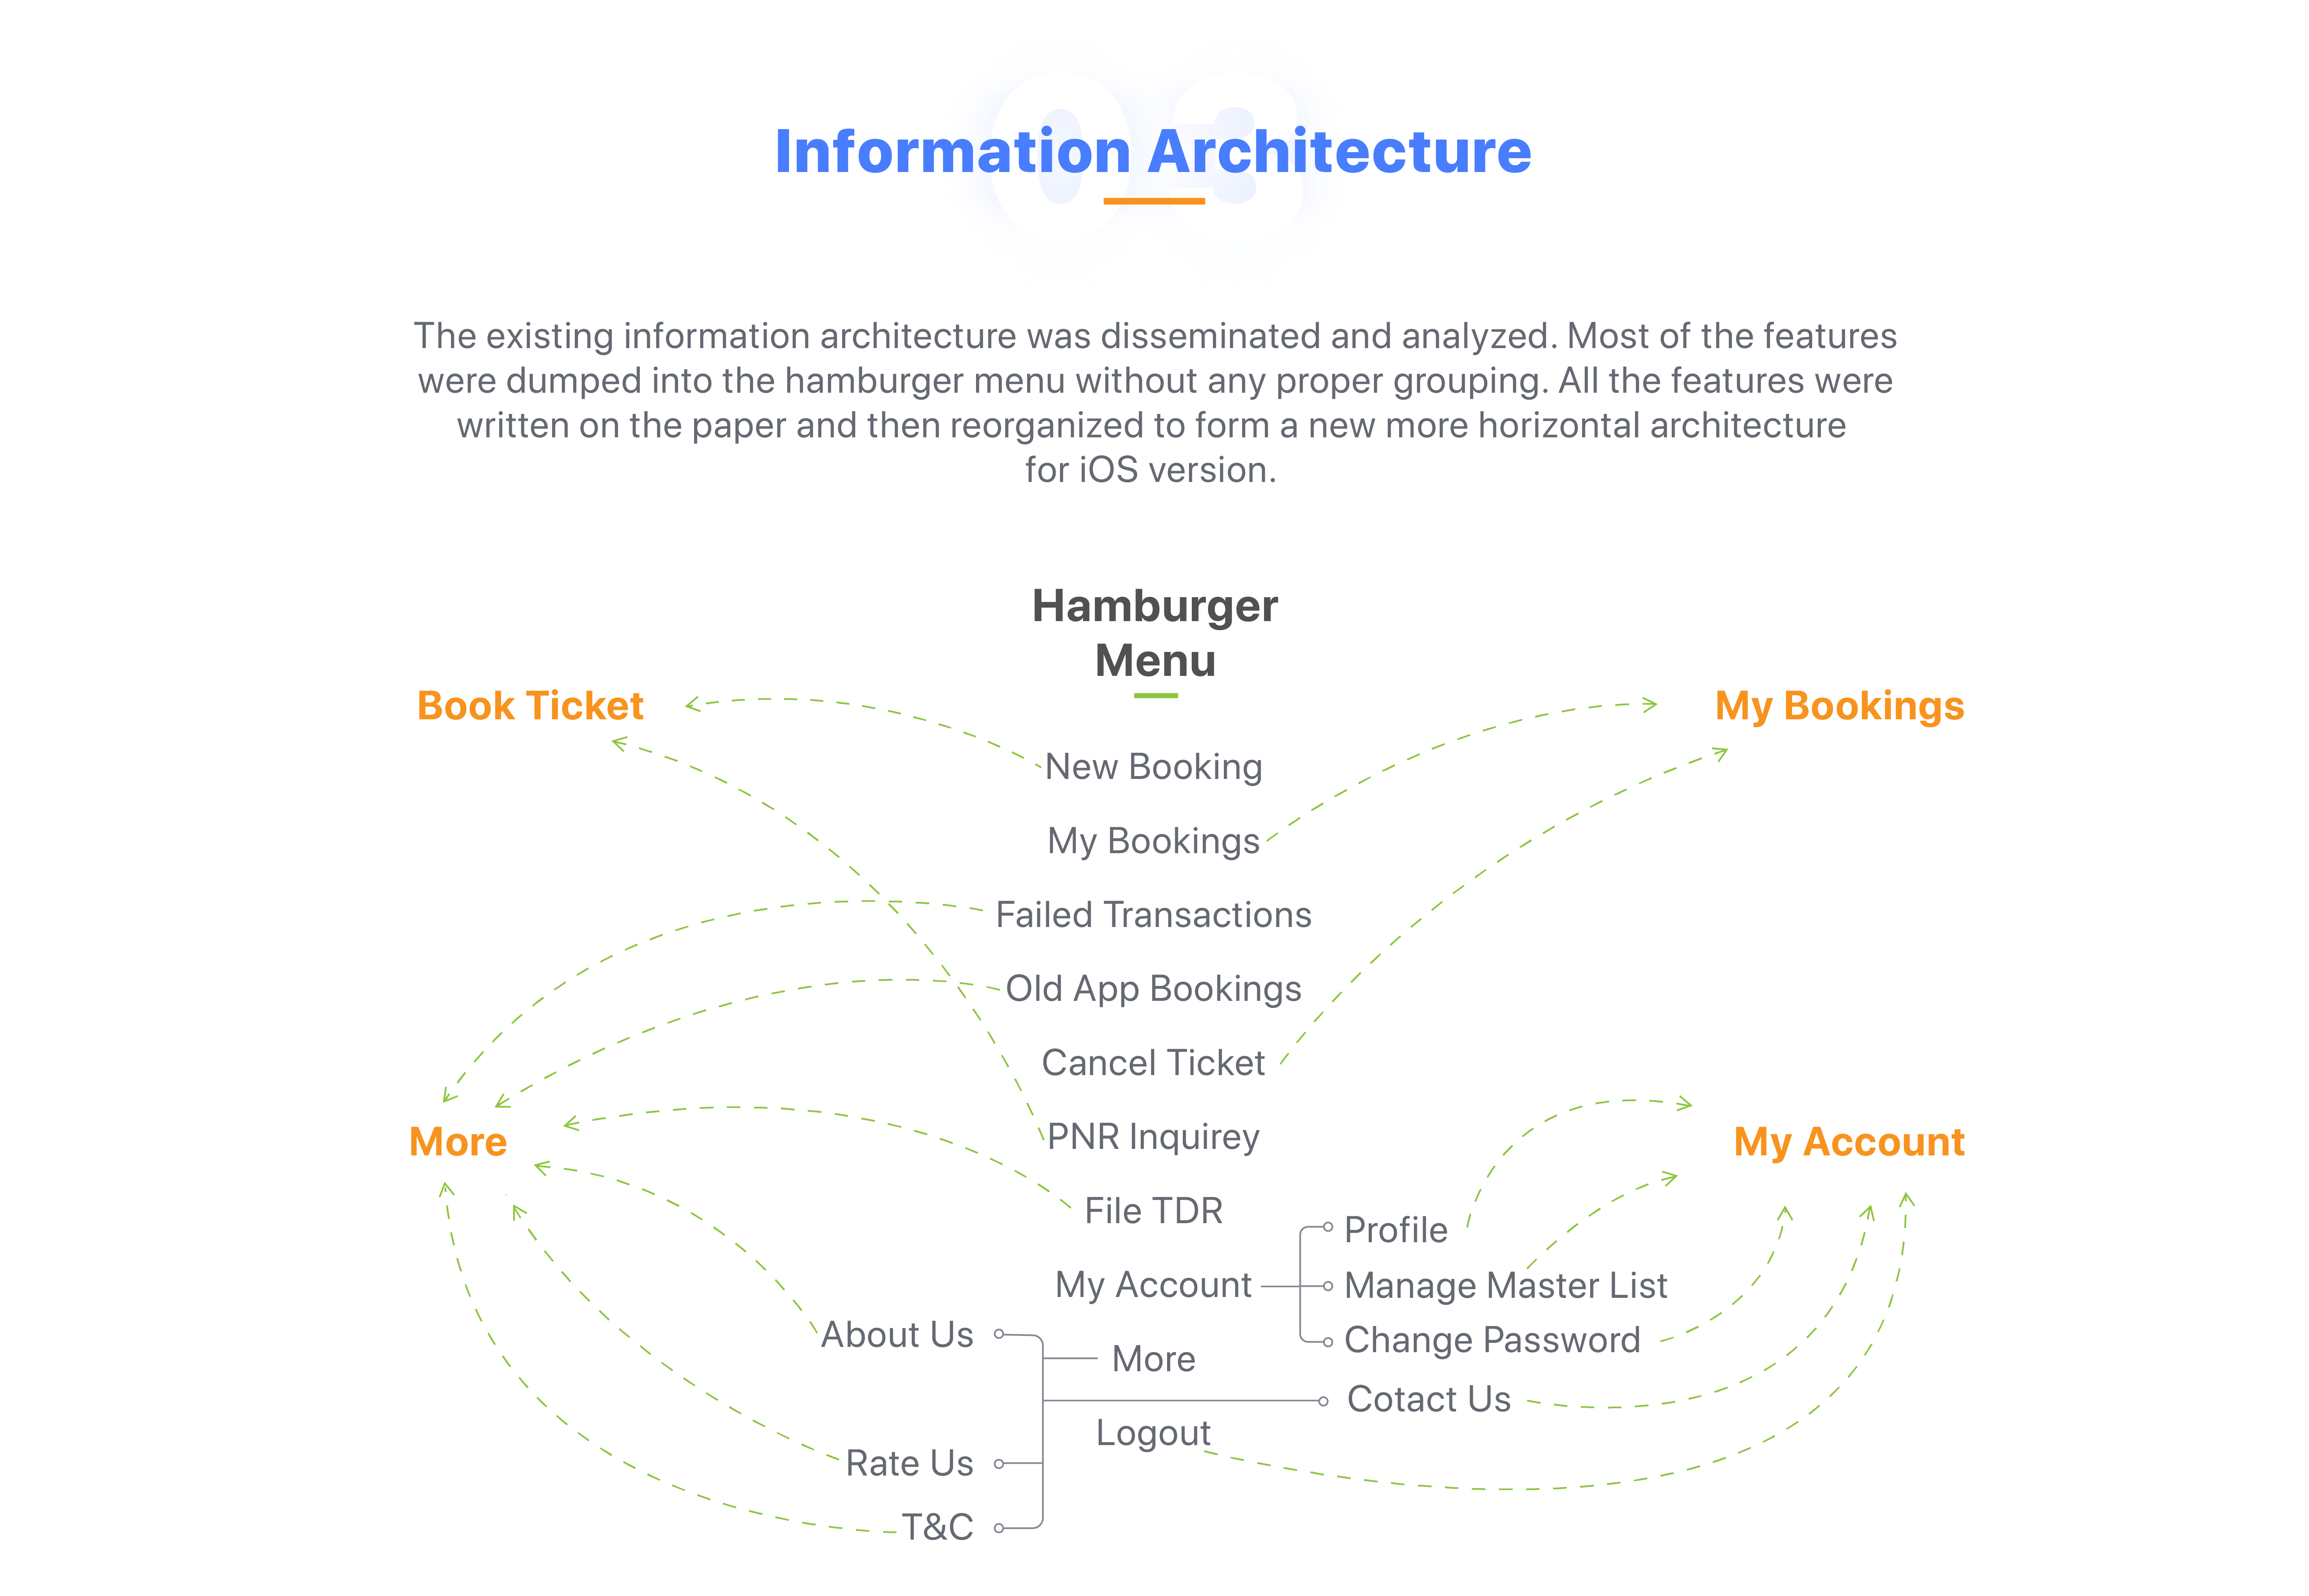 03
Information Architecture
The existing information architecture was disseminated and analyzed. Most of the features
were dumped into the hamburger menu without any proper grouping. All the features were
written on the paper and then reorganized to form a new more horizontal architecture
for iOS version.
Hamburger
Menu
Book Ticket
My Bookings
New Booking
My Bookings
Failed Transactions
Old App Bookings
Cancel Ticket
PNR Inquirey
More
My Account
File TDR
Profile
My Account
Manage Master List
About Us
Change Password
More
Cotact Us
Logout
Rate Us
T&C